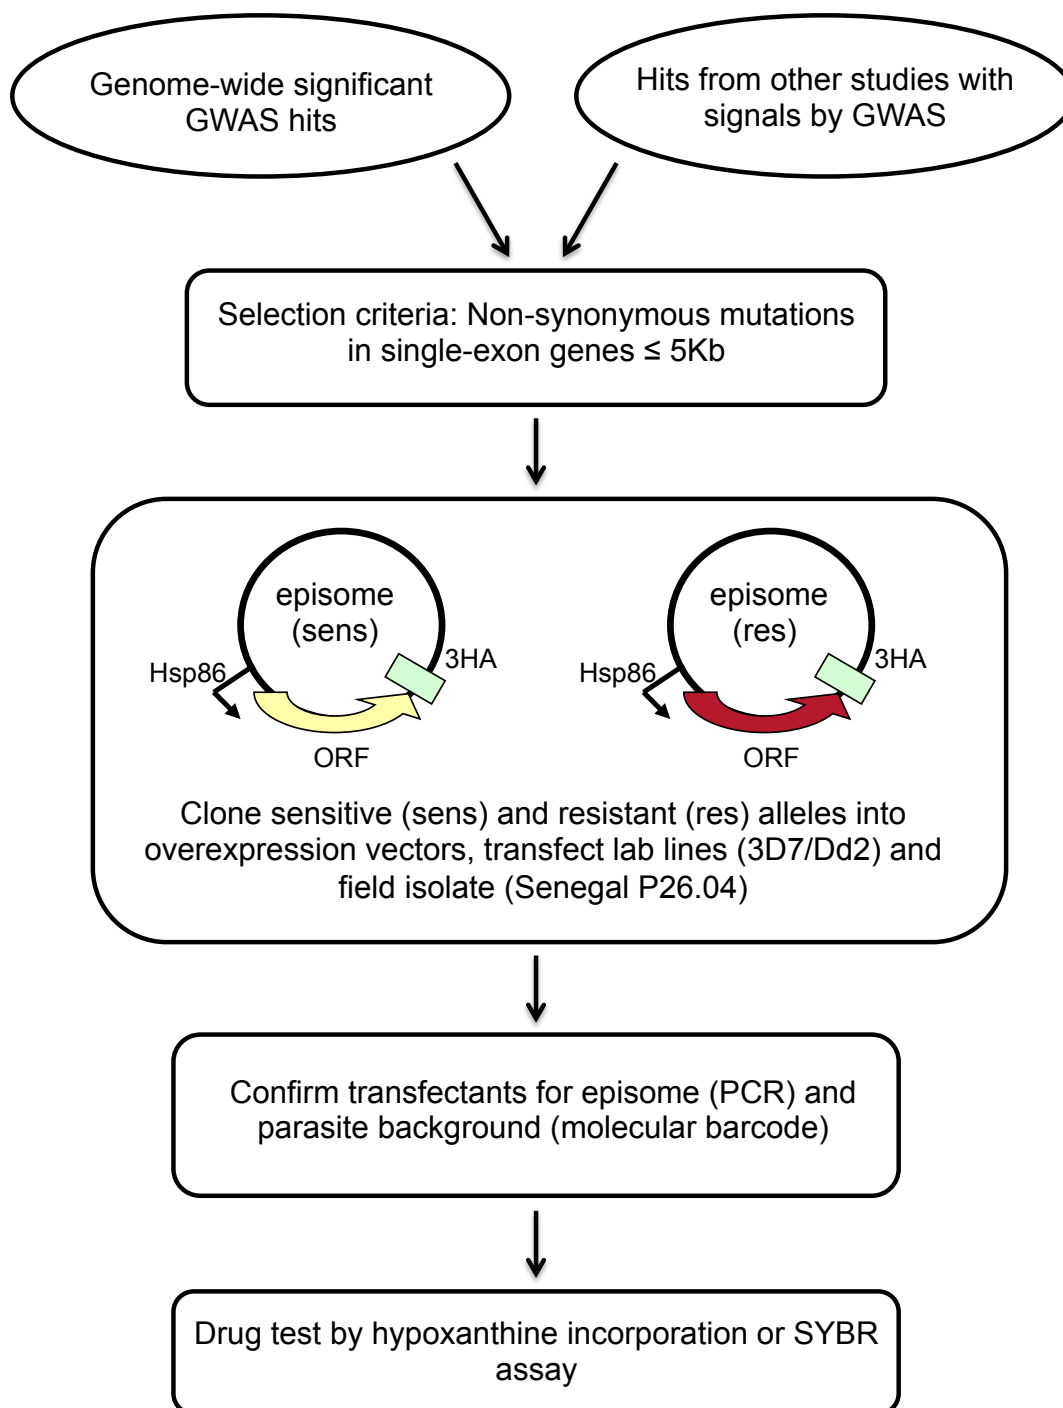 Genome-wide significant
GWAS hits
Hits from other studies with
signals by GWAS
Selection criteria: Non-synonymous mutations
in single-exon genes ≤ 5Kb
episome
(sens)
Hsp86
3HA
ORF
episome
(res)
Hsp86
3HA
ORF
Clone sensitive (sens) and resistant (res) alleles into
overexpression vectors, transfect lab lines (3D7/Dd2) and
field isolate (Senegal P26.04)
Confirm transfectants for episome (PCR) and
parasite background (molecular barcode)
Drug test by hypoxanthine incorporation or SYBR
assay